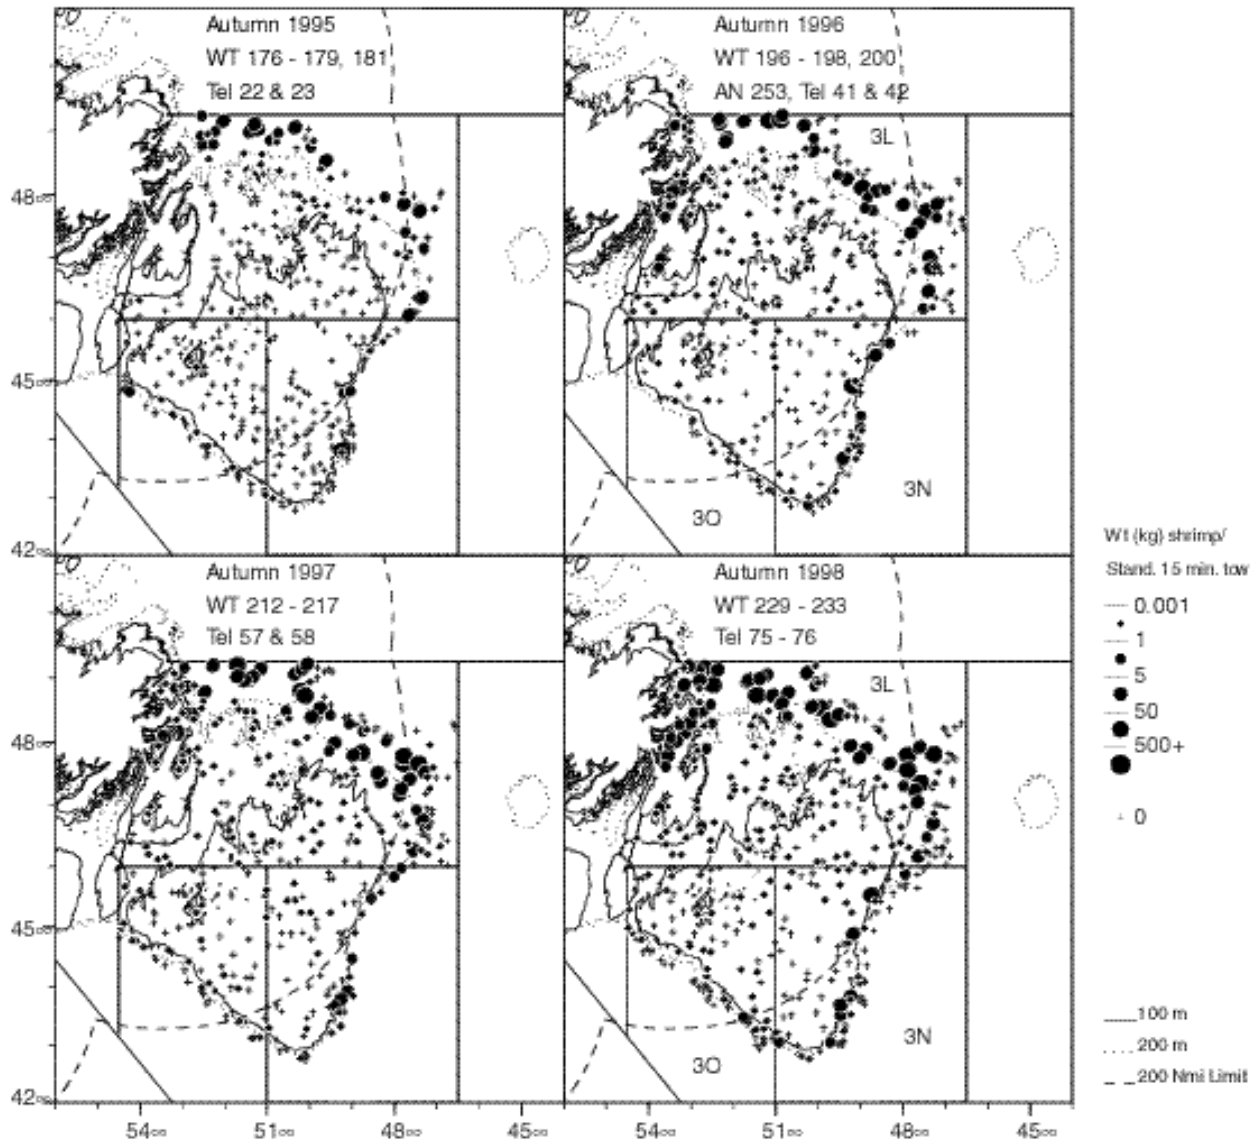 Autumn 1995
WT 176 - 179, 181
Tel 22 & 23
Autumn 1996
WT 196 - 198, 200
AN 253, Tel 41 & 42
3L
48∞
45∞
42∞
3N
3O
Wt (kg) shrimp/
Stand. 15 min. tow
0.001
1
5
50
500+
0
Autumn 1997
WT 212 - 217
Tel 57 & 58
Autumn 1998
WT 229 - 233
Tel 75 - 76
3L
48∞
45∞
42∞
3N
3O
100 m
200 m
200 Nmi Limit
54∞ 51∞ 48∞ 45∞ 54∞ 51∞ 48∞ 45∞